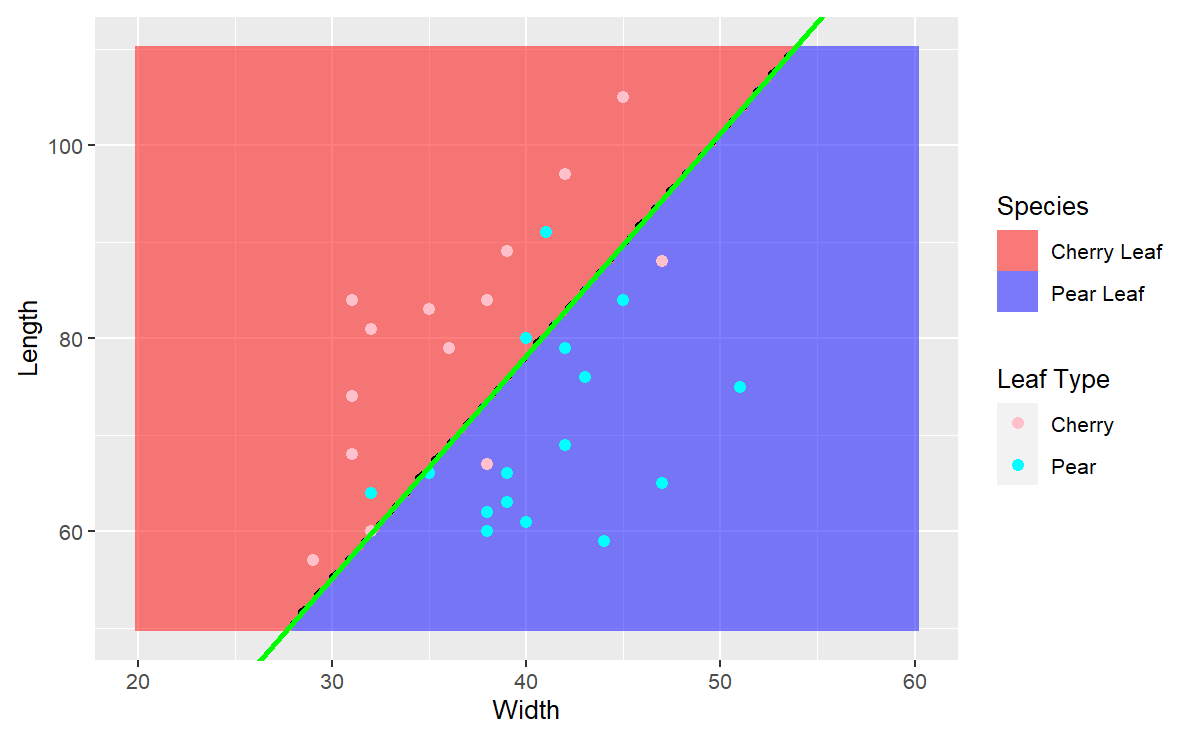 100
80
60
Length
20 30 40 50 60
Width
Species
Cherry Leaf
Pear Leaf
Leaf Type
Cherry
Pear